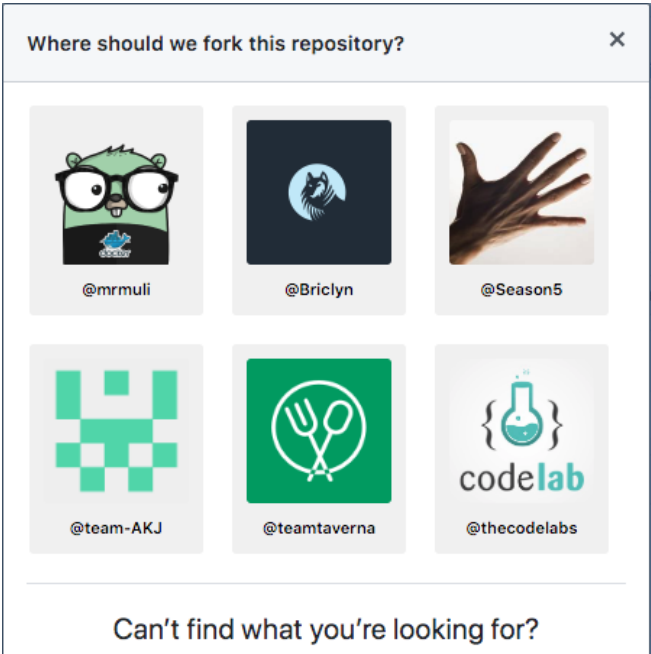 Where should we fork this repository?
docker
@mrmuli
@Briclyn
@Season5
{ }
codelab
@team-AKJ
@teamtaverna
@thecodelabs
Can't find what you're looking for?